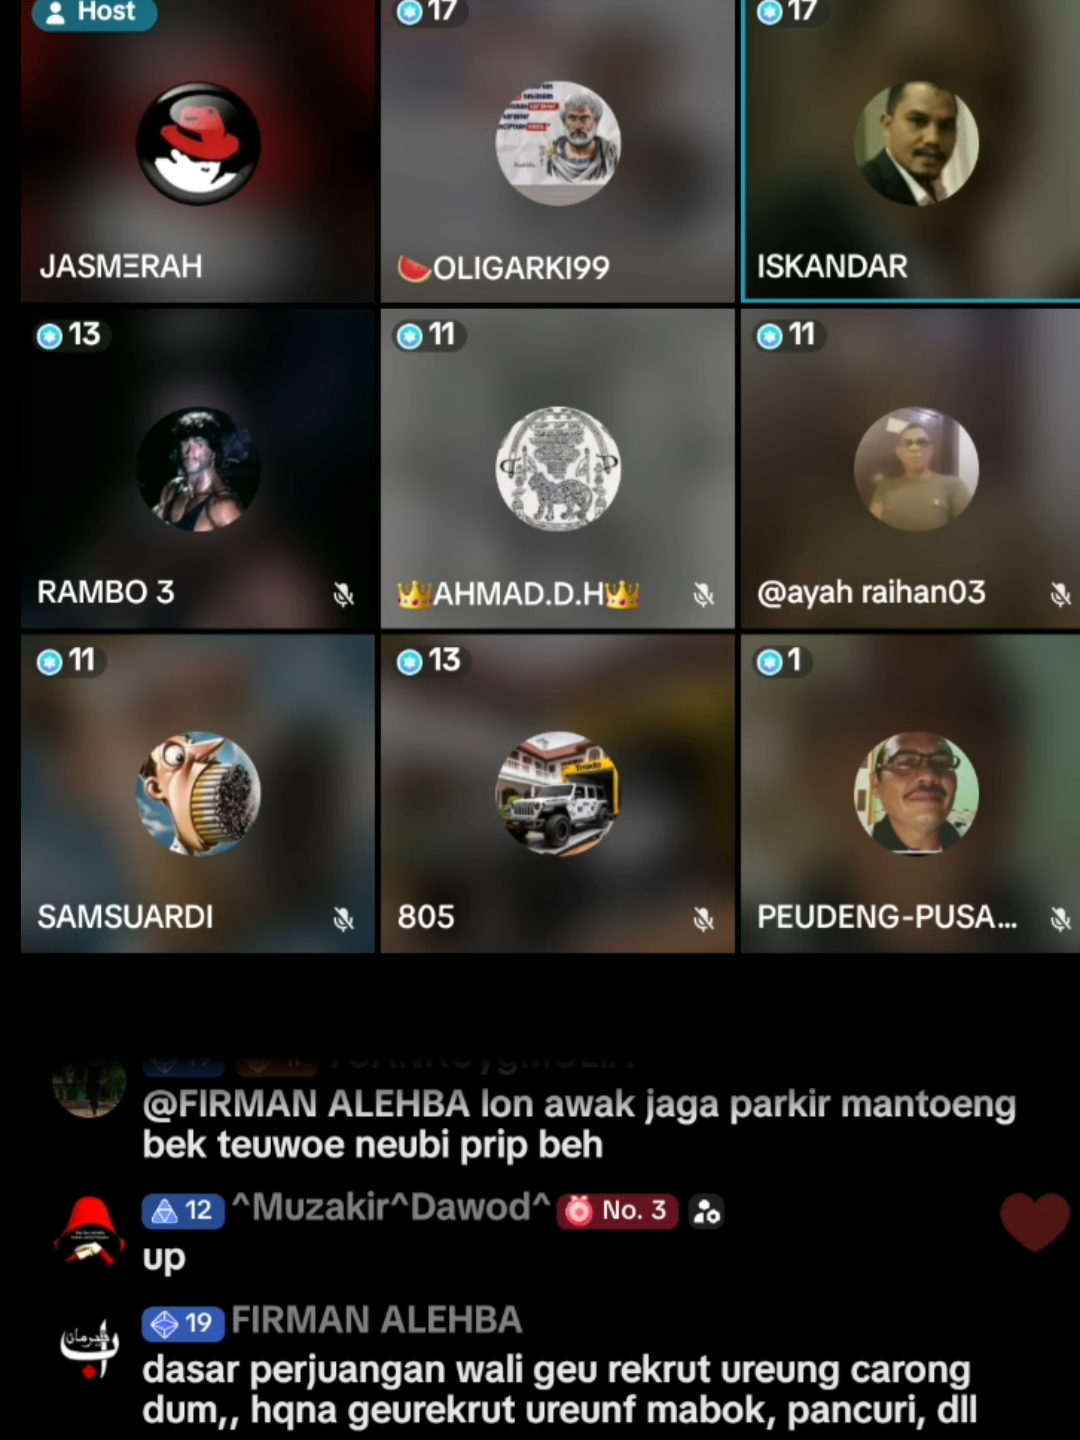 Host
17
17
JASMΞRAH
🍉OLIGARKI99
ISKANDAR
13
11
11
RAMBO 3
👑AHMAD.D.H👑
@ayah raihan03
11
13
1
SAMSUARDI
805
PEUDENG-PUSA...
@FIRMAN ALEHBA lon awak jaga parkir mantoeng
bek teuwoe neubi prip beh
12 ^Muzakir^Dawod^ No. 3
up
19 FIRMAN ALEHBA
dasar perjuangan wali geu rekrut ureung carong
dum,, hqna geurekrut ureunf mabok, pancuri, dll